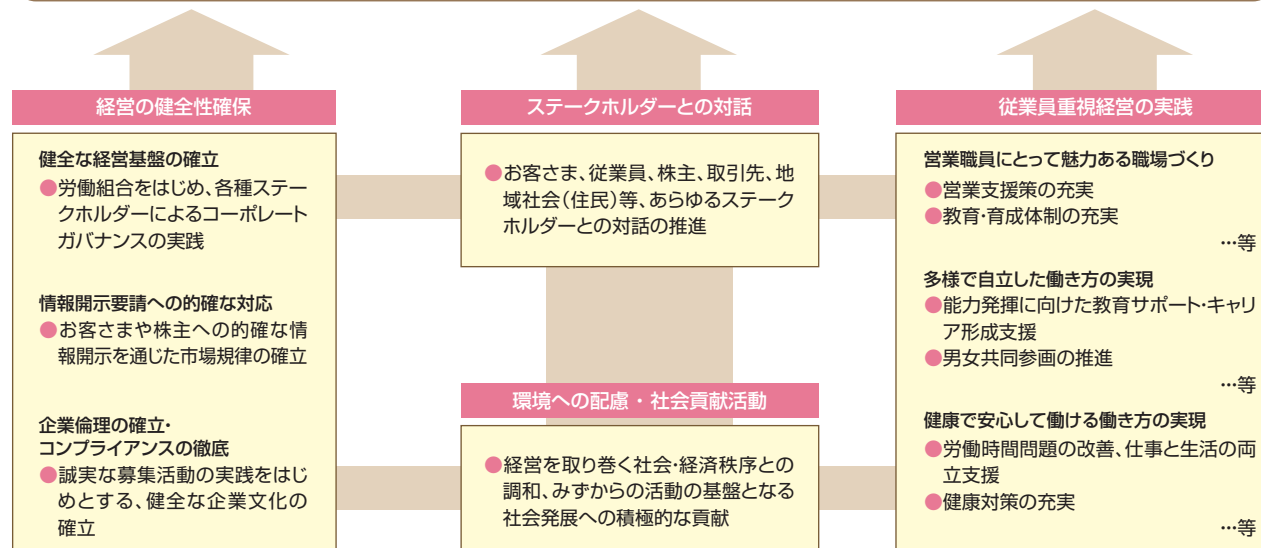 経営の健全性確保
健全な経営基盤の確立
●労働組合をはじめ、各種ステー
クホルダーによるコーポレート
ガバナンスの実践
情報開示要請への的確な対応
●お客さまや株主への的確な情
報開示を通じた市場規律の確立
企業倫理の確立・
コンプライアンスの徹底
●誠実な募集活動の実践をはじ
めとする、健全な企業文化の
確立
ステークホルダーとの対話
●お客さま、従業員、株主、取引先、地
域社会(住民)等、あらゆるステーク
ホルダーとの対話の推進
環境への配慮・社会貢献活動
●経営を取り巻く社会・経済秩序との
調和、みずからの活動の基盤となる
社会発展への積極的な貢献
従業員重視経営の実践
営業職員にとって魅力ある職場づくり
●営業支援策の充実
●教育・育成体制の充実
…等
多様で自立した働き方の実現
●能力発揮に向けた教育サポート・キャリ
ア形成支援
●男女共同参画の推進
…等
健康で安心して働ける働き方の実現
●労働時間問題の改善、仕事と生活の両
立支援
●健康対策の充実
…等